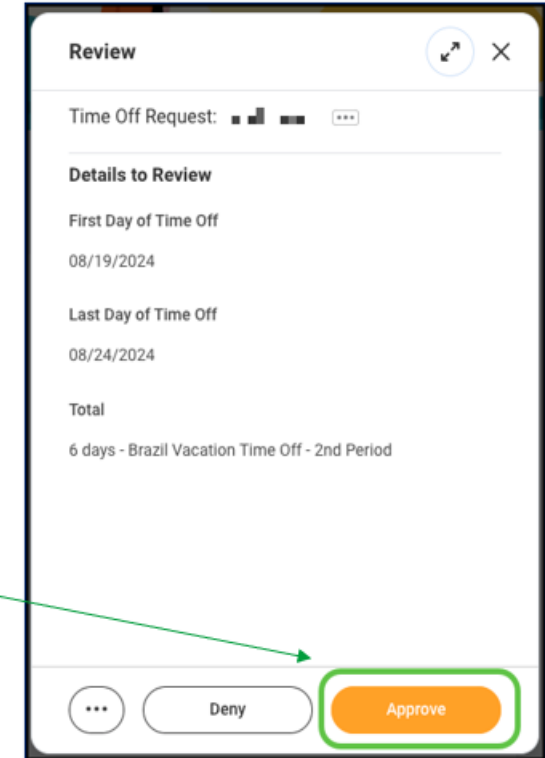 Review
Time Off Request:
Details to Review
First Day of Time Off
08/19/2024
Last Day of Time Off
08/24/2024
Total
6 days - Brazil Vacation Time Off - 2nd Period
Deny
Approve